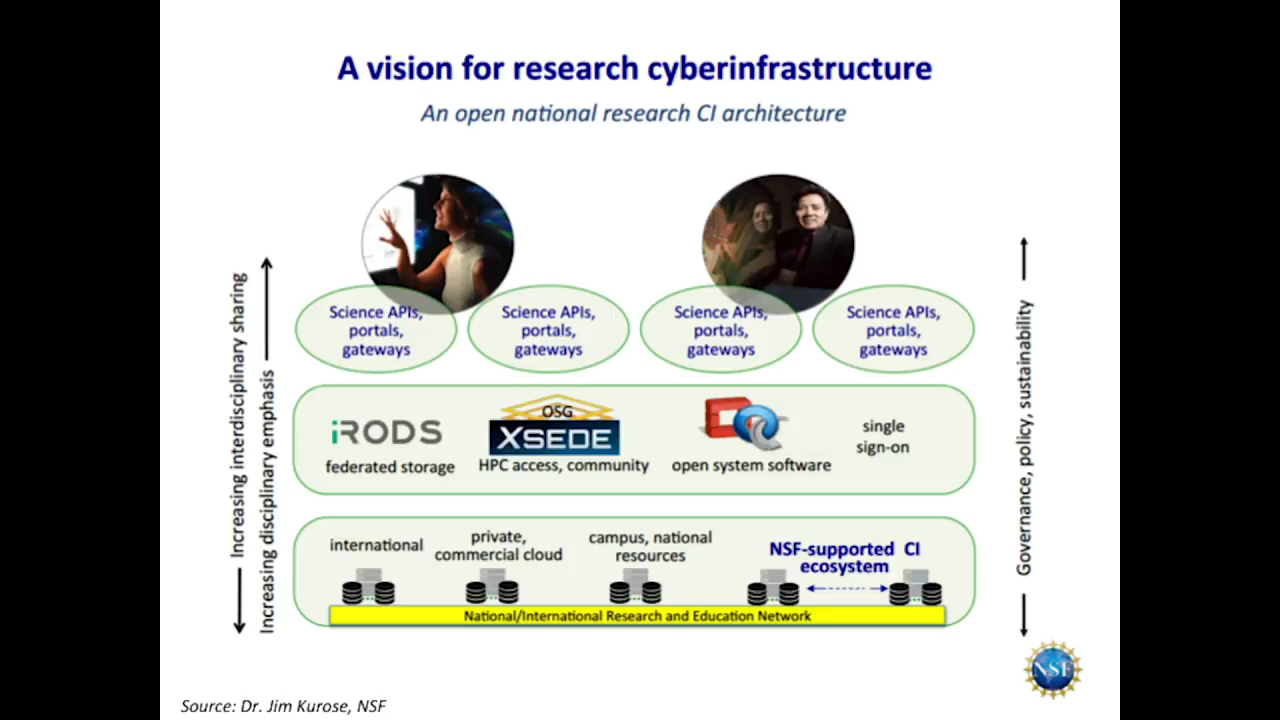 A vision for research cyberinfrastructure
An open national research CI architecture
Science APIs,
portals,
gateways
Science APIs,
portals,
gateways
Science APIs,
portals,
gateways
Science APIs,
portals,
gateways
Increasing interdisciplinary sharing
Increasing disciplinary emphasis
Governance, policy, sustainability
iRODS
federated storage
OSG
XSEDE
HPC access, community
open system software
single
sign-on
international
private,
commercial cloud
campus, national
resources
NSF-supported CI
ecosystem
National/International Research and Education Network
NSF
Source: Dr. Jim Kurose, NSF